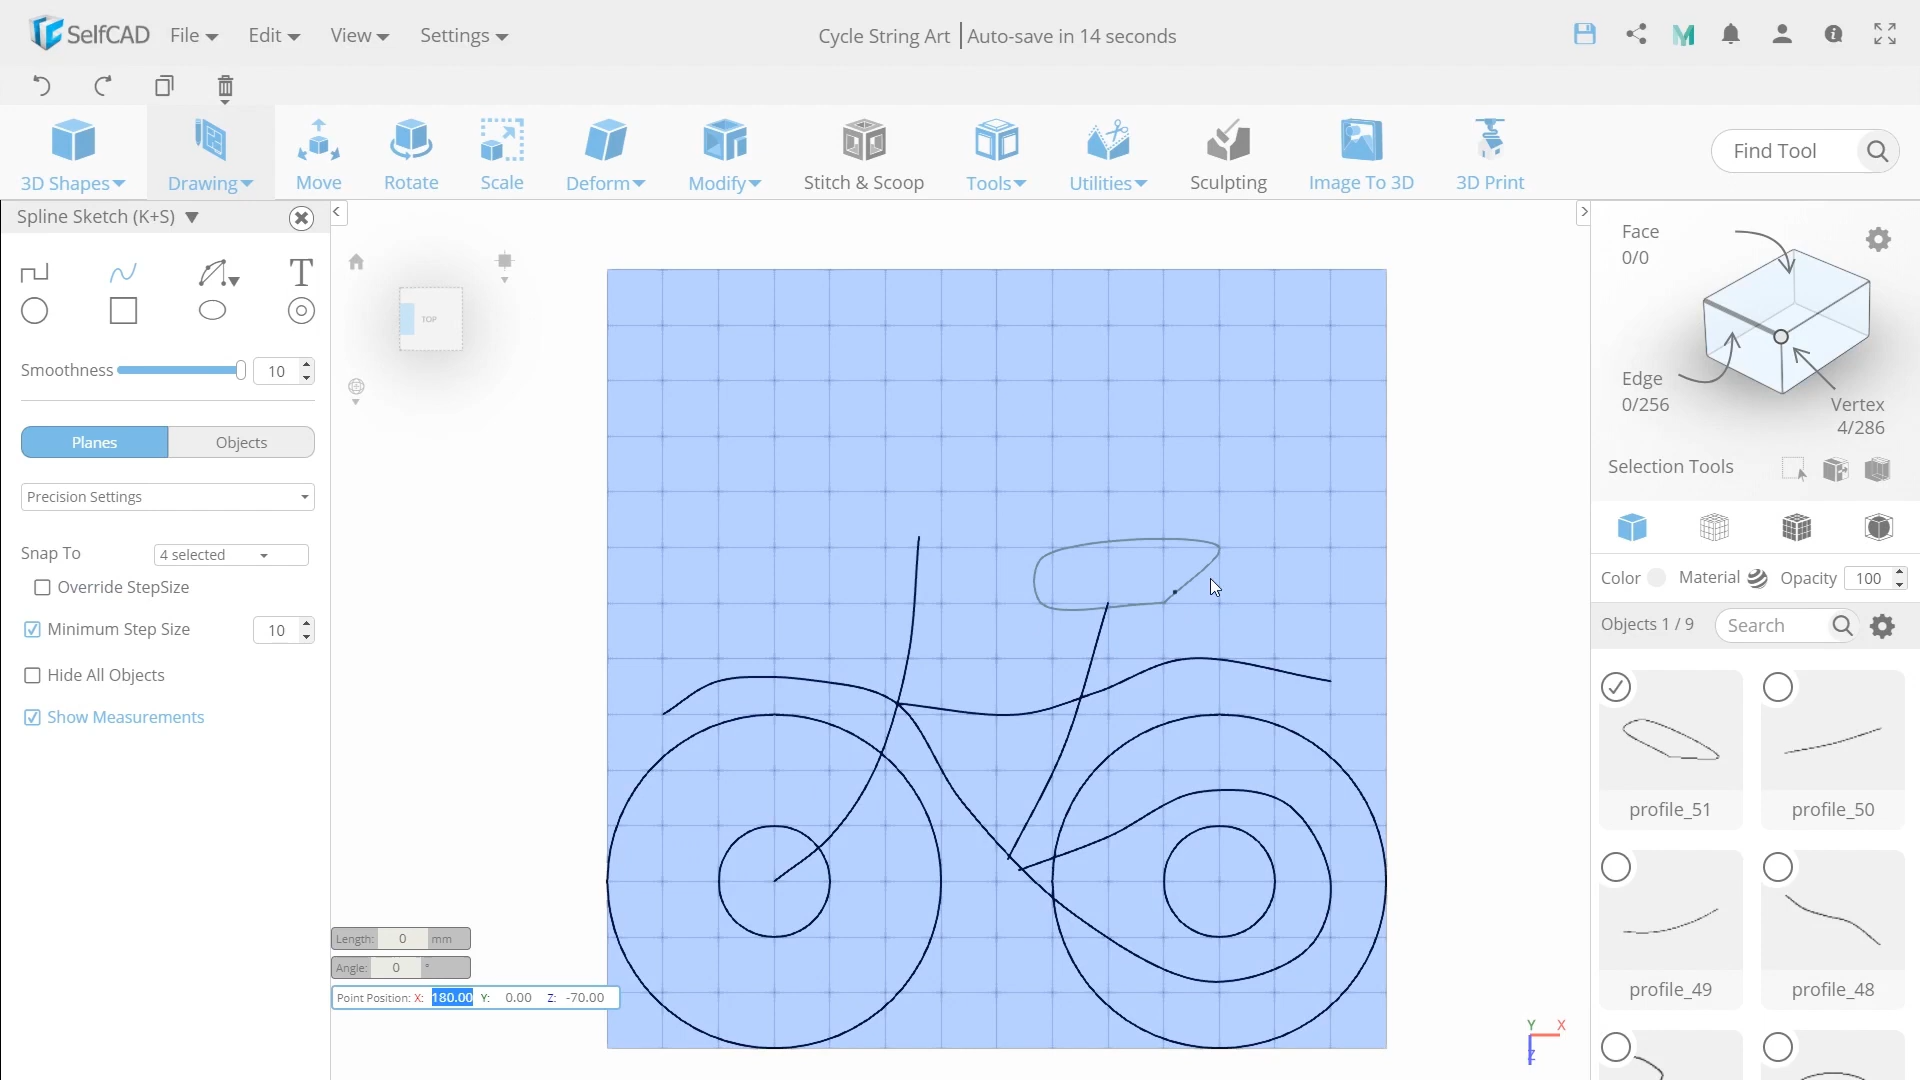 SelfCAD File Edit View Settings Cycle String Art Auto-save in 14 seconds
3D Shapes Drawing Move Rotate Scale Deform Modify Stitch & Scoop Tools Utilities Sculpting Image To 3D 3D Print Find Tool
Spline Sketch (K+S)
T
Smoothness 10
Planes Objects
Precision Settings
Snap To 4 selected
Override StepSize
Minimum Step Size 10
Hide All Objects
Show Measurements
TOP
Length: 0 mm
Angle: 0 °
Point Position: X: 180.00 Y: 0.00 Z: -70.00
Y X
Z
Face
0/0
Edge
0/256
Vertex
4/286
Selection Tools
Color Material Opacity 100
Objects 1 / 9 Search
profile_51 profile_50
profile_49 profile_48